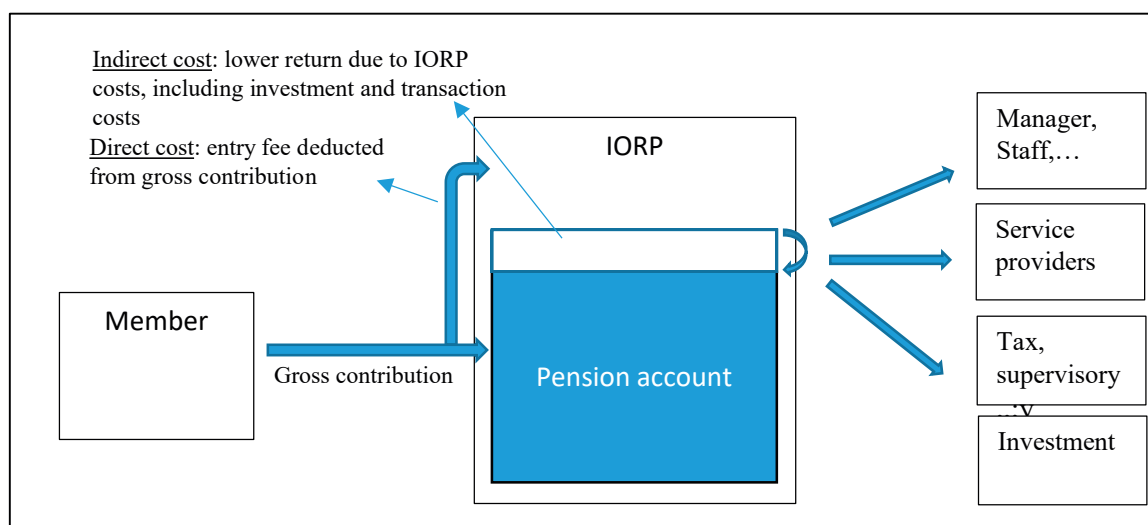 Indirect cost: lower return due to IORP
costs, including investment and transaction
costs
Direct cost: entry fee deducted
from gross contribution
IORP
Member
Gross contribution
Pension account
Manager,
Staff,…
Service
providers
Tax,
supervisory
Investment